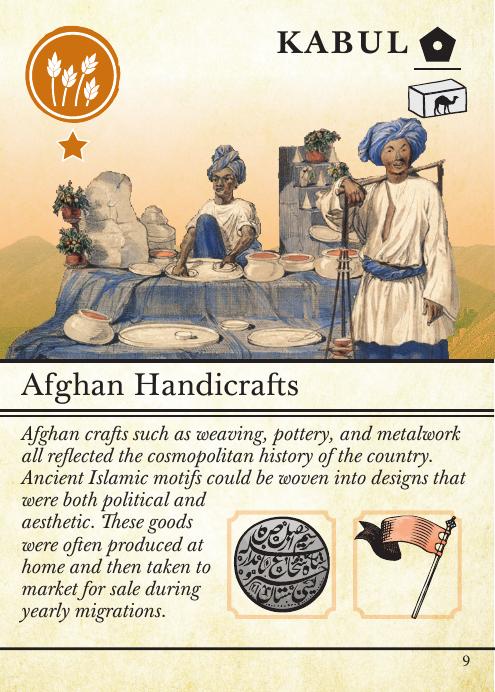 KABUL
Afghan Handicrafts
Afghan crafts such as weaving, pottery, and metalwork
all reflected the cosmopolitan history of the country.
Ancient Islamic motifs could be woven into designs that
were both political and
aesthetic. These goods
were often produced at
home and then taken to
market for sale during
yearly migrations.
9